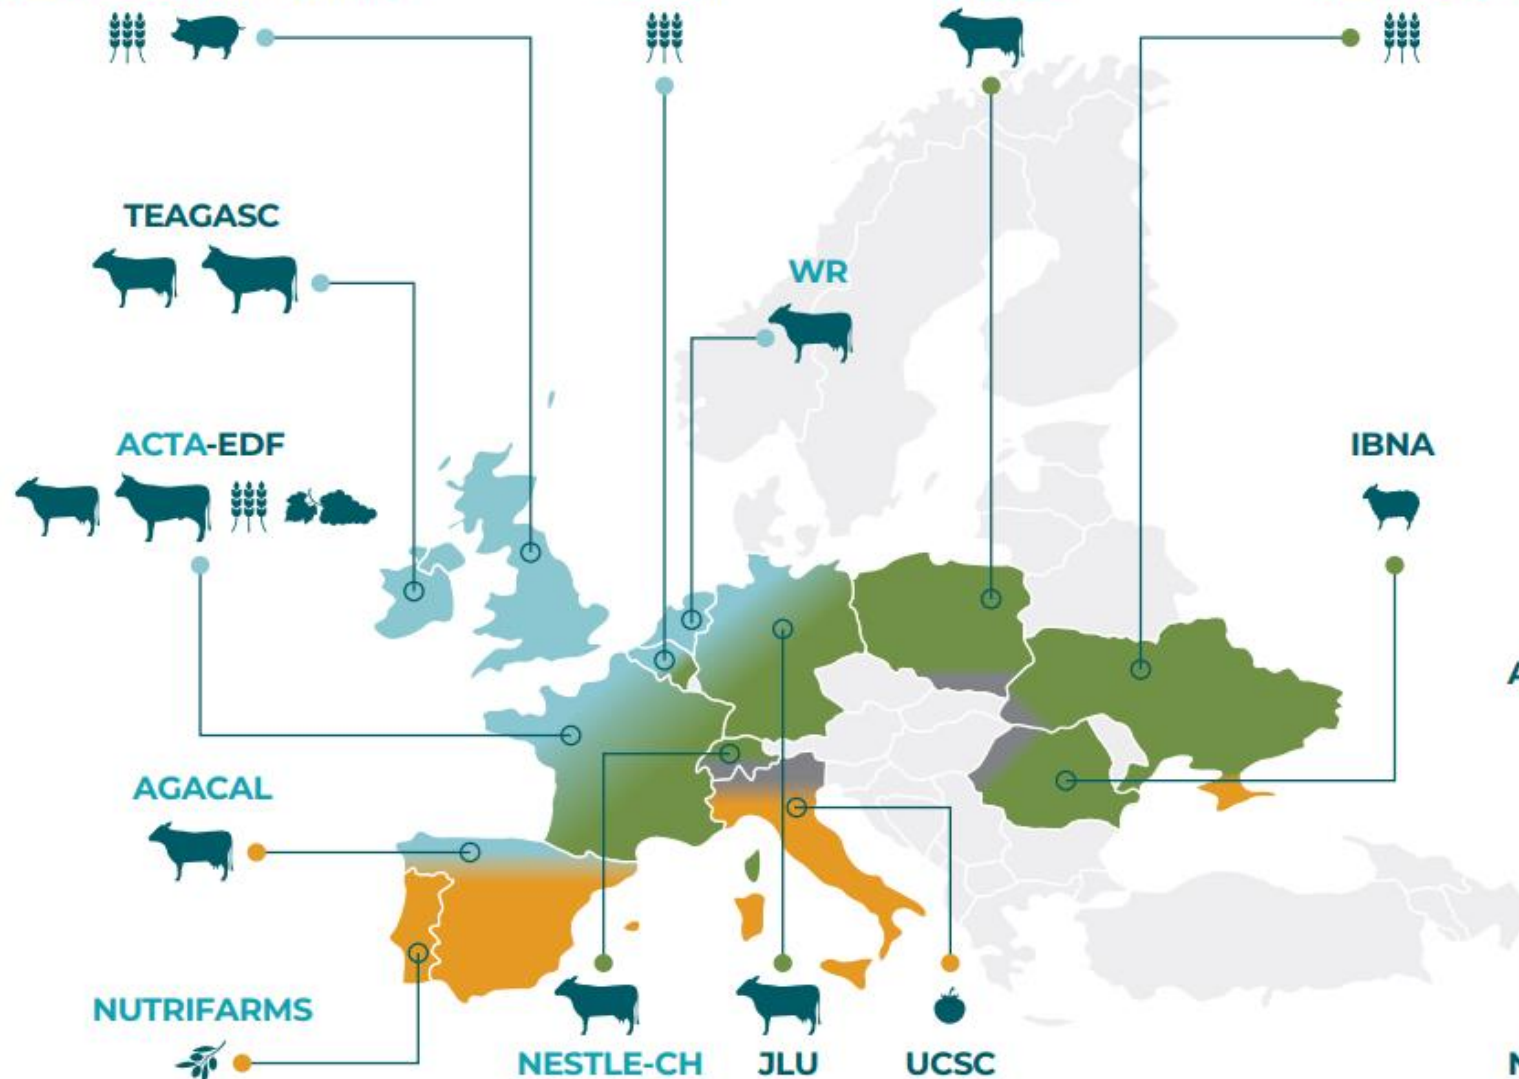 TEAGASC
WR
ACTA-EDF
IBNA
AGACAL
NUTRIFARMS
NESTLE-CH
JLU
UCSC